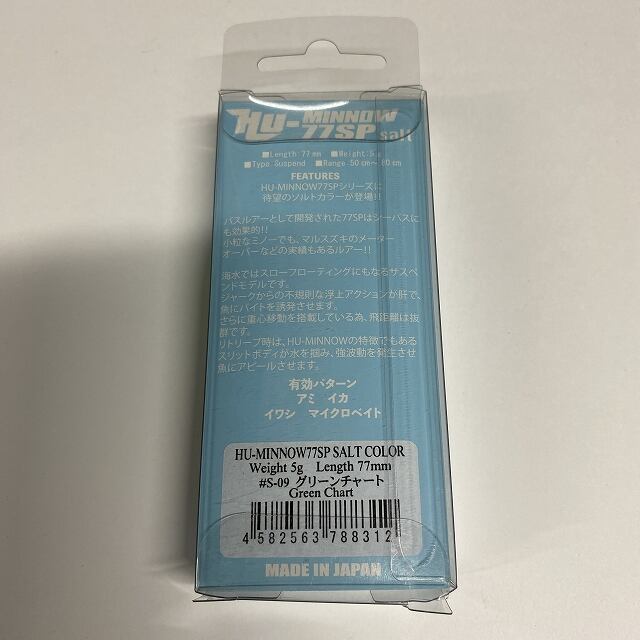 HU-MINNOW
77SP salt
■Length:77mm ■Weight:5g
■Type:Suspend ■Range:50cm~80cm
FEATURES
HU-MINNOW77SPシリーズに
待望のソルトカラーが登場!!
バスルアーとして開発された77SPはシーバスに
も効果的!!
小粒なミノーでも、マルスズキのメーター
オーバーなどの実績もあるルアー!!
海水ではスローフローティングにもなるサスペ
ンドモデルです。
ジャークからの不規則な浮上アクションが肝で、
魚にバイトを誘発させます。
さらに重心移動を搭載している為、飛距離は抜
群です。
リトリーブ時は、HU-MINNOWの特徴でもある
スリットボディが水を掴み、強波動を発生させ
魚にアピールさせます。
有効パターン
アミ イカ
イワシ マイクロベイト
HU-MINNOW77SP SALT COLOR
Weight 5g Length 77mm
#S-09 グリーンチャート
Green Chart
4 582563 788312
MADE IN JAPAN